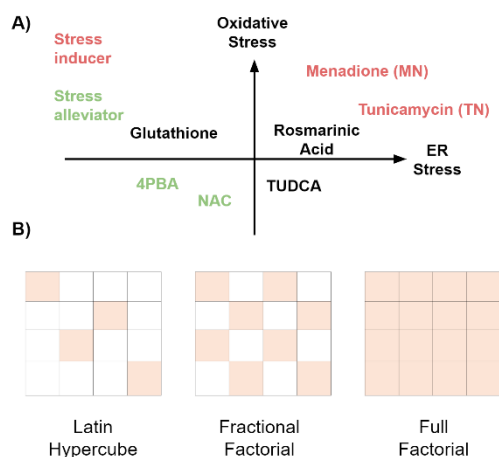 A)
Oxidative
Stress
Stress
inducer
Menadione (MN)
Stress
alleviator
Tunicamycin (TN)
Glutathione
Rosmarinic
Acid
ER
Stress
4PBA
TUDCA
NAC
B)
Latin
Hypercube
Fractional
Factorial
Full
Factorial